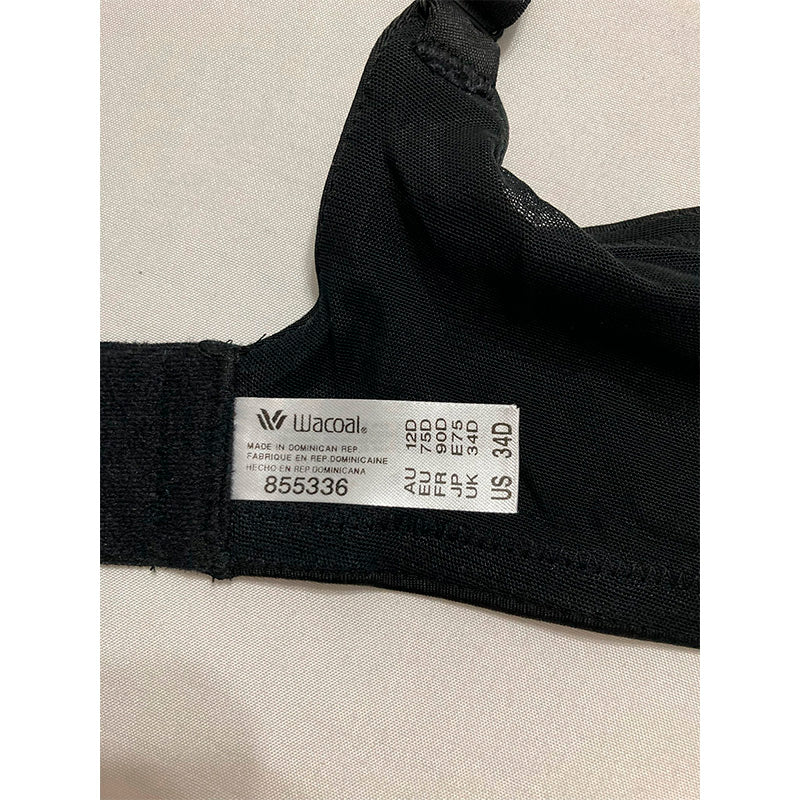 Wacoal®
MADE IN DOMINICAN REP.
FABRIQUE EN REP.DOMINICAINE
HECHO EN REP.DOMINICANA
855336
AU 12D
EU 75D
FR 90D
JP E75
UK 34D
US 34D